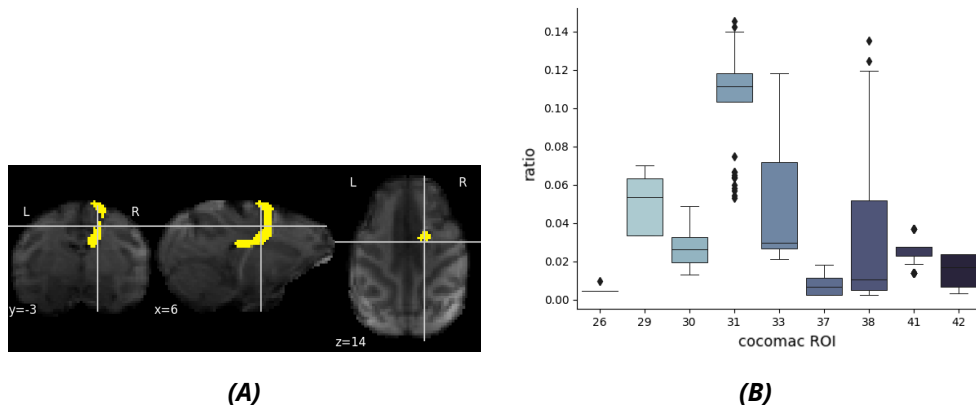 L R
y=-3
x=6
L R
z=14
(A)
0.14
0.12
0.10
0.08
0.06
0.04
0.02
0.00
ratio
26 29 30 31 33 37 38 41 42
cocomac ROI
(B)